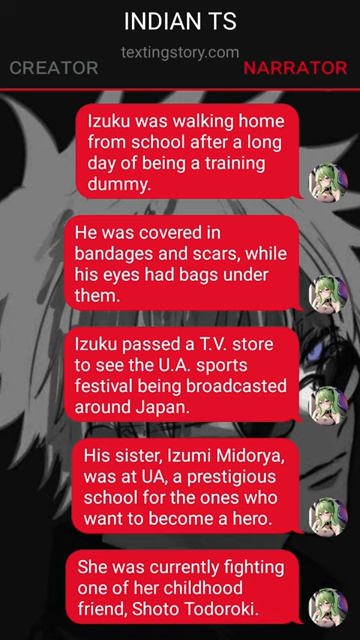 INDIAN TS
textingstory.com
CREATOR
NARRATOR
Izuku was walking home
from school after a long
day of being a training
dummy.
He was covered in
bandages and scars, while
his eyes had bags under
them.
Izuku passed a T.V. store
to see the U.A. sports
festival being broadcasted
around Japan.
His sister, Izumi Midorya,
was at UA, a prestigious
school for the ones who
want to become a hero.
She was currently fighting
one of her childhood
friend, Shoto Todoroki.